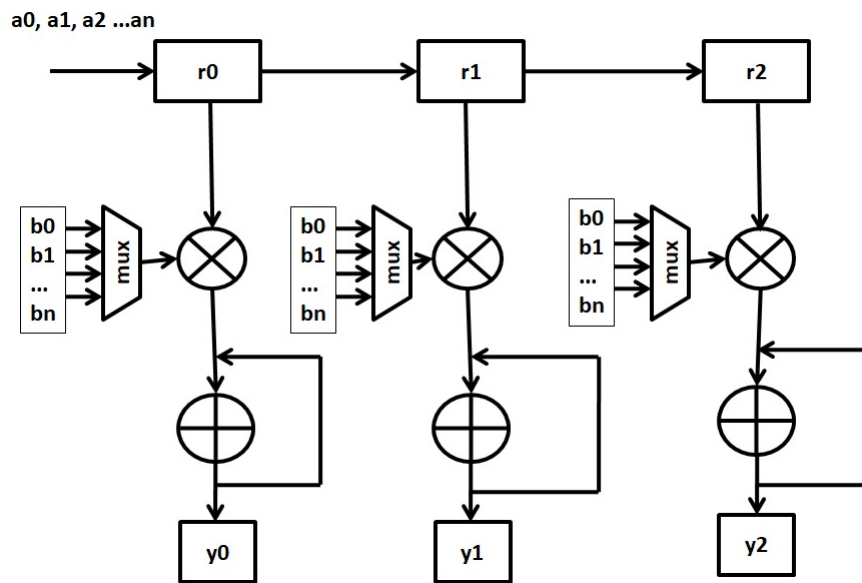 a0, a1, a2 ...an
r0
r1
r2
b0
b1
...
bn
mux
b0
b1
...
bn
mux
b0
b1
...
bn
mux
y0
y1
y2